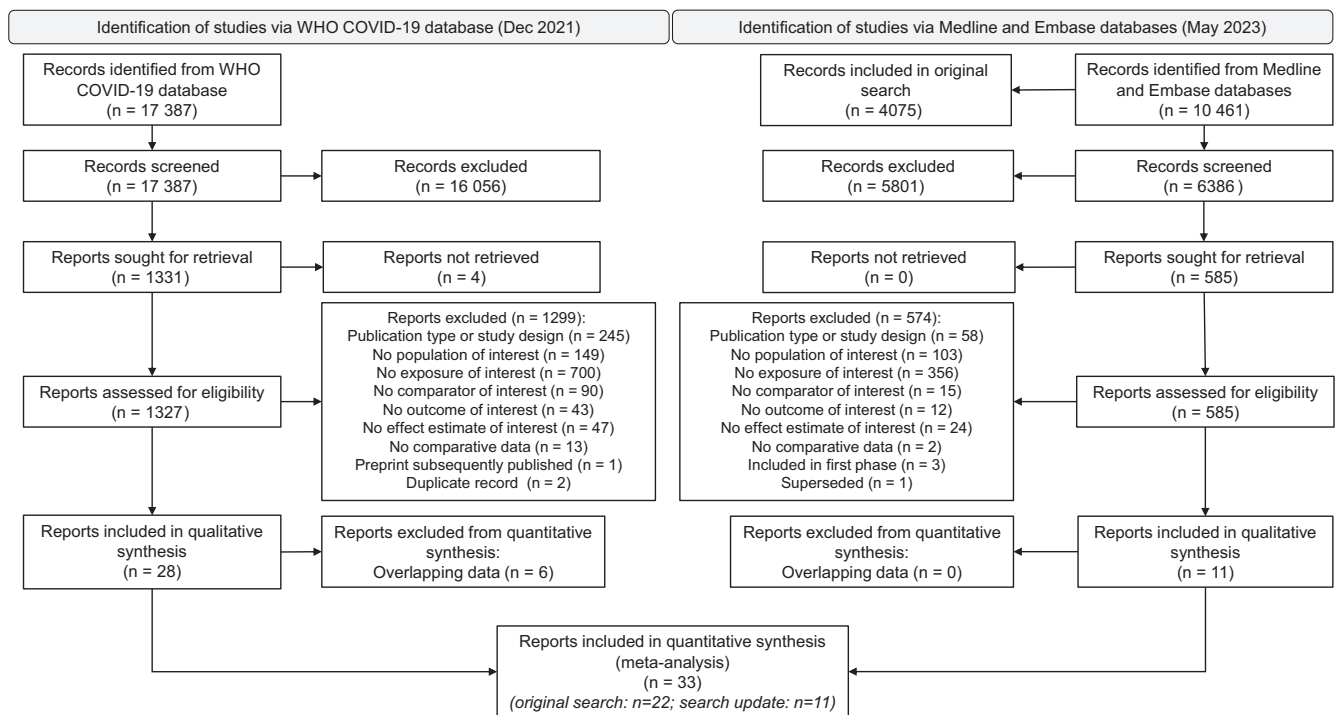 Identification of studies via WHO COVID-19 database (Dec 2021)
Records identified from WHO
COVID-19 database
(n = 17 387)
Records screened
(n = 17 387)
Records excluded
(n = 16 056)
Reports sought for retrieval
(n = 1331)
Reports not retrieved
(n = 4)
Reports assessed for eligibility
(n = 1327)
Reports excluded (n = 1299):
Publication type or study design (n = 245)
No population of interest (n = 149)
No exposure of interest (n = 700)
No comparator of interest (n = 90)
No outcome of interest (n = 43)
No effect estimate of interest (n = 47)
No comparative data (n = 13)
Preprint subsequently published (n = 1)
Duplicate record (n = 2)
Reports included in qualitative
synthesis
(n = 28)
Reports excluded from quantitative
synthesis:
Overlapping data (n = 6)
Identification of studies via Medline and Embase databases (May 2023)
Records included in original
search
(n = 4075)
Records identified from Medline
and Embase databases
(n = 10 461)
Records excluded
(n = 5801)
Records screened
(n = 6386 )
Reports not retrieved
(n = 0)
Reports sought for retrieval
(n = 585)
Reports excluded (n = 574):
Publication type or study design (n = 58)
No population of interest (n = 103)
No exposure of interest (n = 356)
No comparator of interest (n = 15)
No outcome of interest (n = 12)
No effect estimate of interest (n = 24)
No comparative data (n = 2)
Included in first phase (n = 3)
Superseded (n = 1)
Reports assessed for eligibility
(n = 585)
Reports excluded from quantitative
synthesis:
Overlapping data (n = 0)
Reports included in qualitative
synthesis
(n = 11)
Reports included in quantitative synthesis
(meta-analysis)
(n = 33)
(original search: n=22; search update: n=11)